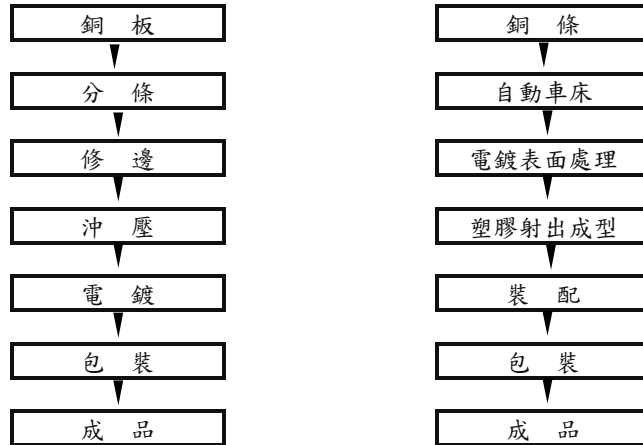 銅 板
分 條
修 邊
沖 壓
電 鍍
包 裝
成 品
銅 條
自動車床
電鍍表面處理
塑膠射出成型
裝 配
包 裝
成 品